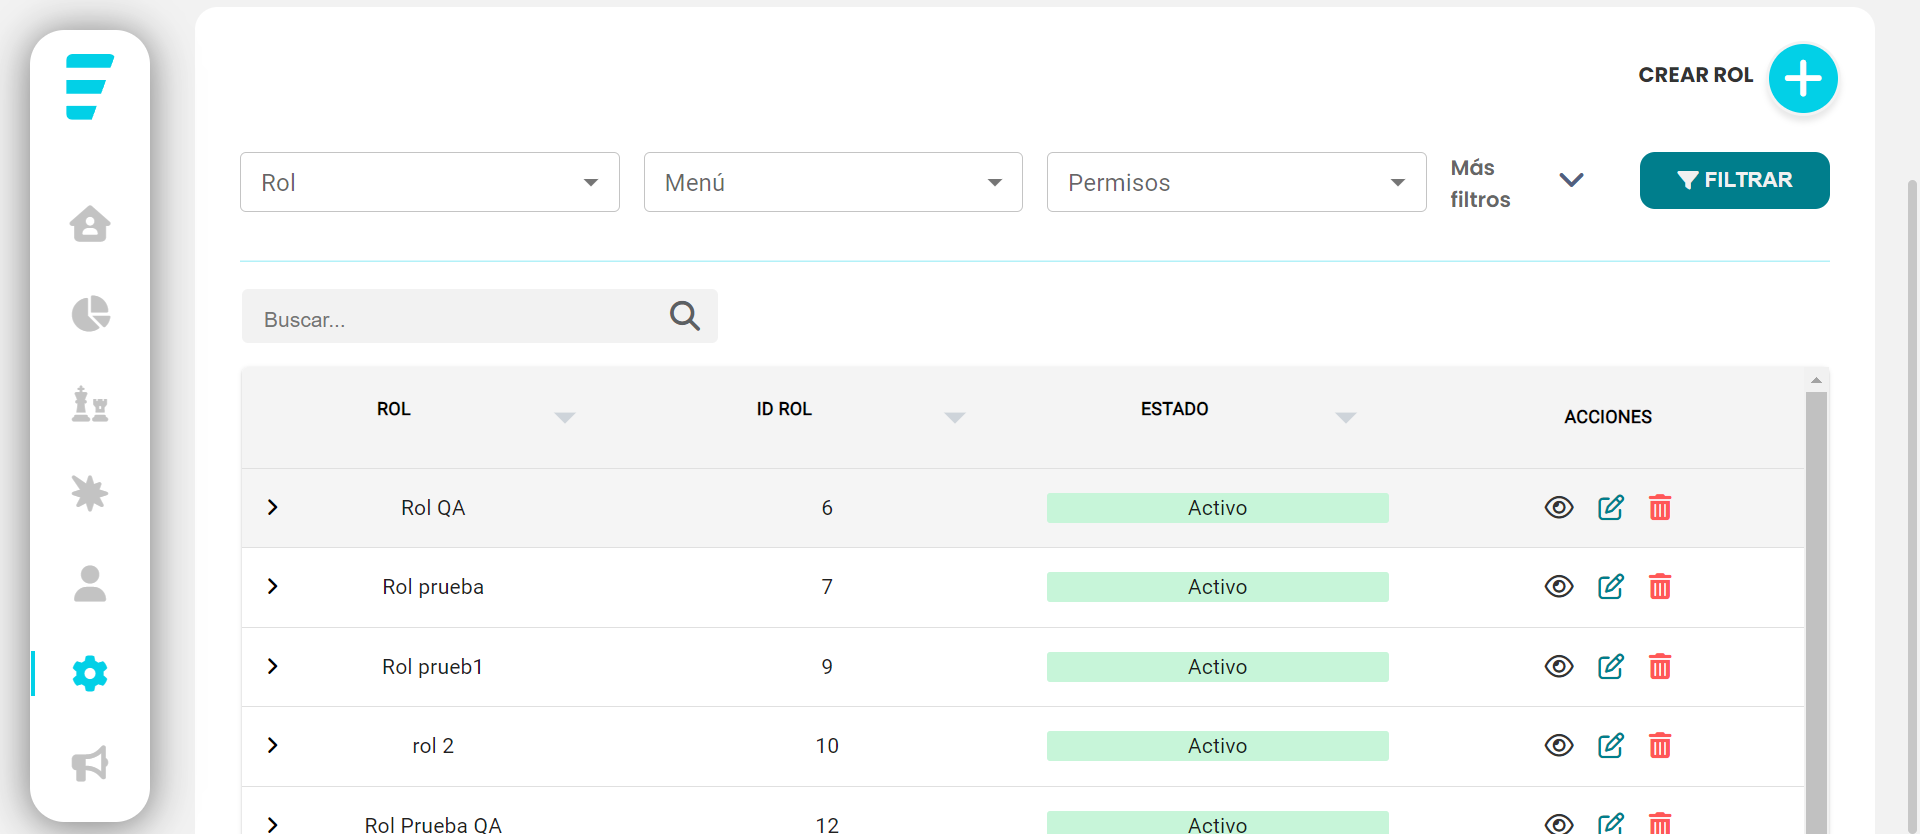 CREAR ROL
Rol
Menú
Permisos
Más
filtros
FILTRAR
Buscar...
ROL ID ROL ESTADO ACCIONES
Rol QA 6 Activo
Rol prueba 7 Activo
Rol prueb1 9 Activo
rol 2 10 Activo
Rol Prueba QA 12 Activo